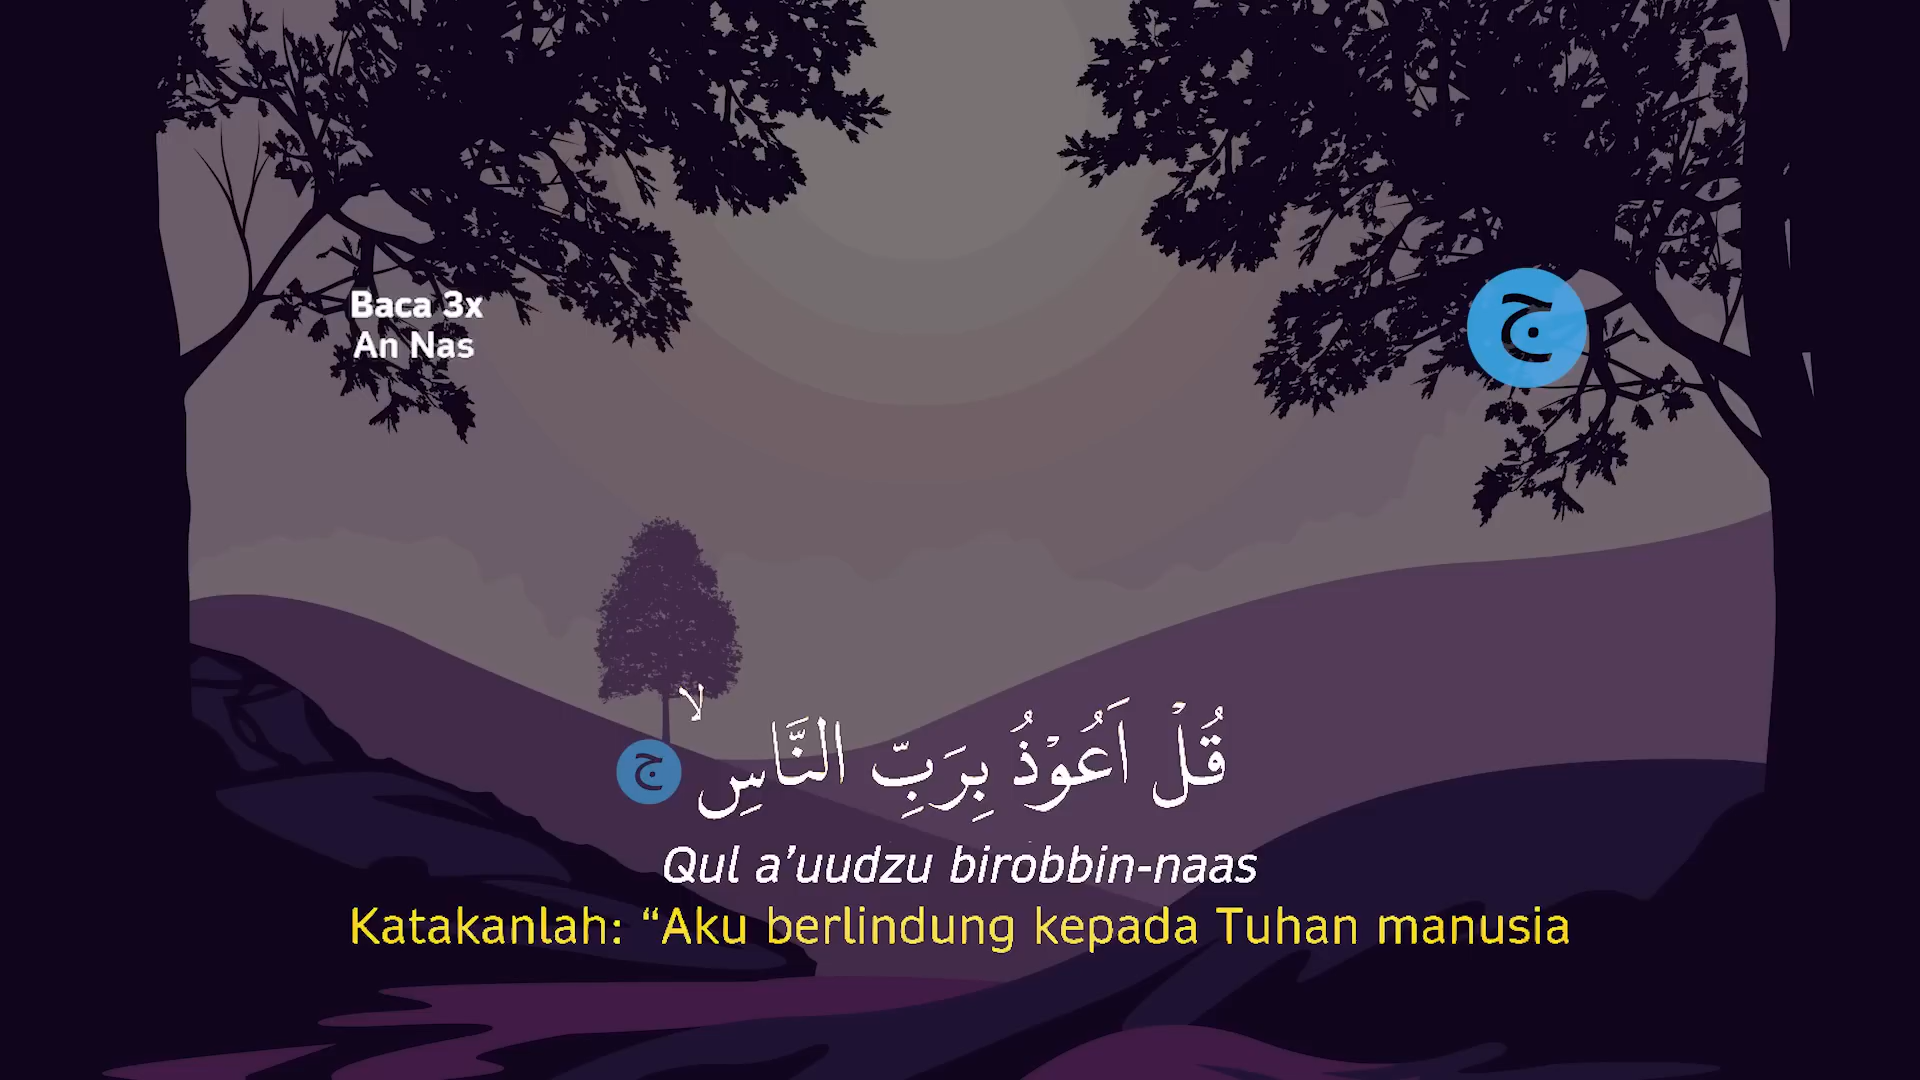 Baca 3x
An Nas
ج
قُلْ اَعُوْذُ بِرَبِّ النَّاسِۙ ج
Qul a’uudzu birobbin-naas
Katakanlah: “Aku berlindung kepada Tuhan manusia